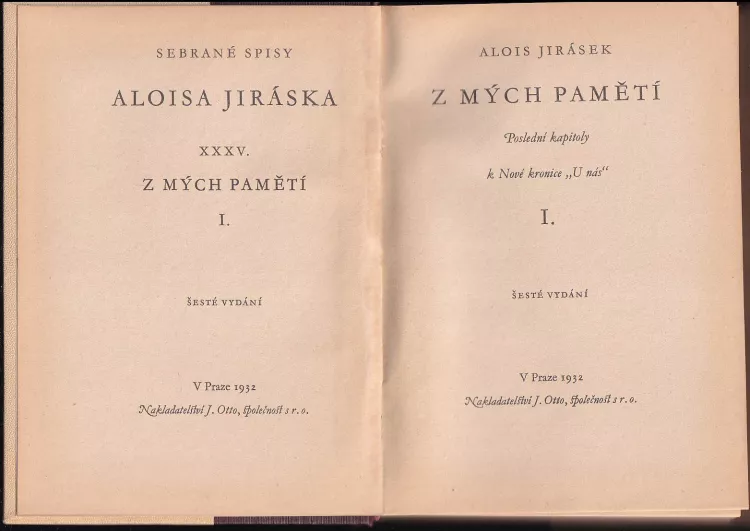 SEBRANÉ SPISY
ALOISA JIRÁSKA
XXXV.
Z MÝCH PAMĚTÍ
I.
ŠESTÉ VYDÁNÍ
V Praze 1932
Nakladatelství J. Otto, společnost s r. o.
ALOIS JIRÁSEK
Z MÝCH PAMĚTÍ
Poslední kapitoly
k Nové kronice „U nás“
I.
ŠESTÉ VYDÁNÍ
V Praze 1932
Nakladatelství J. Otto, společnost s r. o.